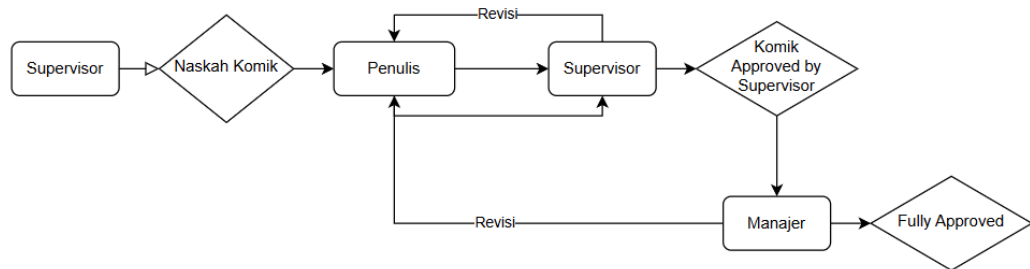 Revisi
Supervisor
Naskah Komik
Penulis
Supervisor
Komik
Approved by
Supervisor
Revisi
Manajer
Fully Approved